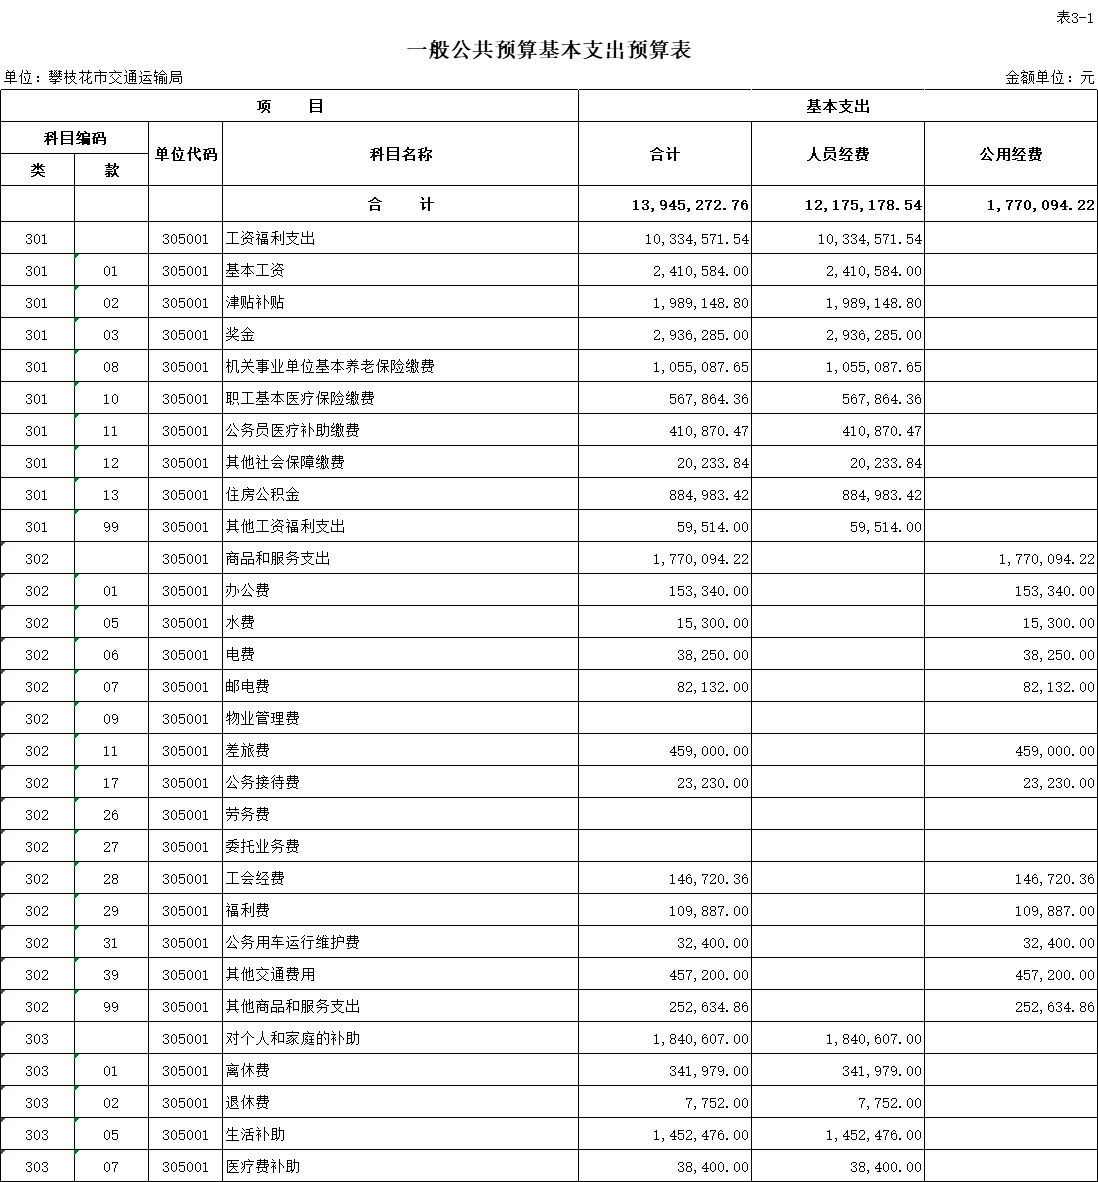 表3-1
一般公共预算基本支出预算表
单位：攀枝花市交通运输局 金额单位：元
项 目 基本支出
科目编码 单位代码 科目名称 合计 人员经费 公用经费
类 款
合 计 13,945,272.76 12,175,178.54 1,770,094.22
301 305001 工资福利支出 10,334,571.54 10,334,571.54
301 01 305001 基本工资 2,410,584.00 2,410,584.00
301 02 305001 津贴补贴 1,989,148.80 1,989,148.80
301 03 305001 奖金 2,936,285.00 2,936,285.00
301 08 305001 机关事业单位基本养老保险缴费 1,055,087.65 1,055,087.65
301 10 305001 职工基本医疗保险缴费 567,864.36 567,864.36
301 11 305001 公务员医疗补助缴费 410,870.47 410,870.47
301 12 305001 其他社会保障缴费 20,233.84 20,233.84
301 13 305001 住房公积金 884,983.42 884,983.42
301 99 305001 其他工资福利支出 59,514.00 59,514.00
302 305001 商品和服务支出 1,770,094.22 1,770,094.22
302 01 305001 办公费 153,340.00 153,340.00
302 05 305001 水费 15,300.00 15,300.00
302 06 305001 电费 38,250.00 38,250.00
302 07 305001 邮电费 82,132.00 82,132.00
302 09 305001 物业管理费
302 11 305001 差旅费 459,000.00 459,000.00
302 17 305001 公务接待费 23,230.00 23,230.00
302 26 305001 劳务费
302 27 305001 委托业务费
302 28 305001 工会经费 146,720.36 146,720.36
302 29 305001 福利费 109,887.00 109,887.00
302 31 305001 公务用车运行维护费 32,400.00 32,400.00
302 39 305001 其他交通费用 457,200.00 457,200.00
302 99 305001 其他商品和服务支出 252,634.86 252,634.86
303 305001 对个人和家庭的补助 1,840,607.00 1,840,607.00
303 01 305001 离休费 341,979.00 341,979.00
303 02 305001 退休费 7,752.00 7,752.00
303 05 305001 生活补助 1,452,476.00 1,452,476.00
303 07 305001 医疗费补助 38,400.00 38,400.00